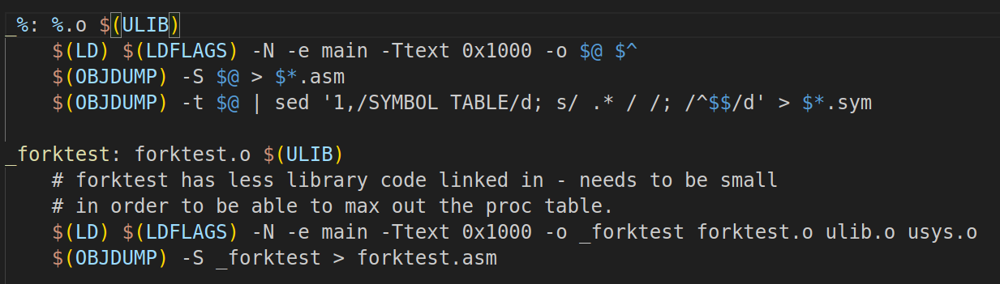 _%: %.o $(ULIB)
$(LD) $(LDFLAGS) -N -e main -Ttext 0x1000 -o $@ $^
$(OBJDUMP) -S $@ > $*.asm
$(OBJDUMP) -t $@ | sed '1,/SYMBOL TABLE/d; s/ .* / /; /^$$/d' > $*.sym
_forktest: forktest.o $(ULIB)
# forktest has less library code linked in - needs to be small
# in order to be able to max out the proc table.
$(LD) $(LDFLAGS) -N -e main -Ttext 0x1000 -o _forktest forktest.o ulib.o usys.o
$(OBJDUMP) -S _forktest > forktest.asm